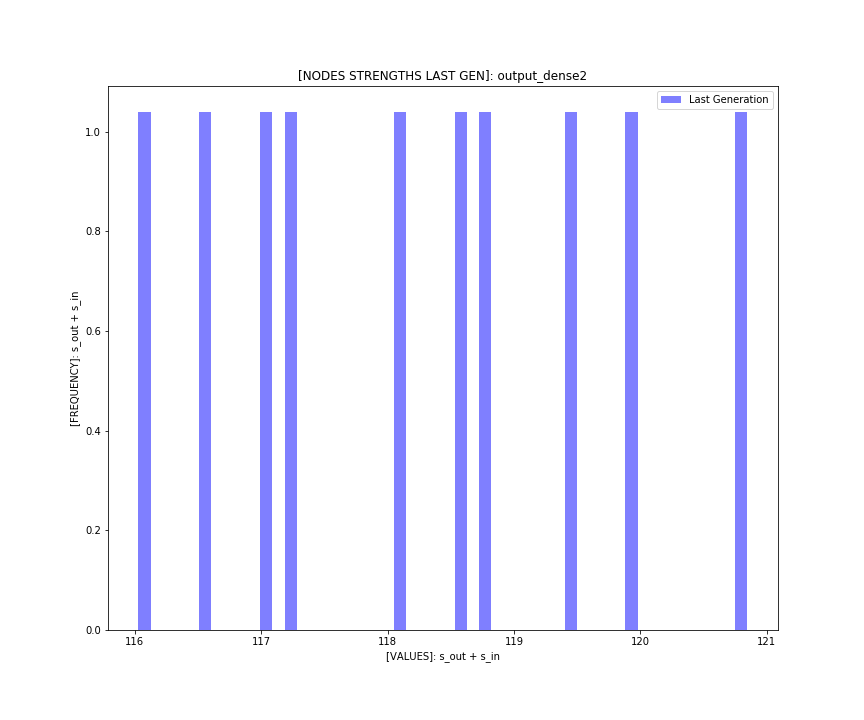 [NODES STRENGTHS LAST GEN]: output_dense2
Last Generation
[FREQUENCY]: s_out + s_in
1.0
0.8
0.6
0.4
0.2
0.0
116 117 118 119 120 121
[VALUES]: s_out + s_in